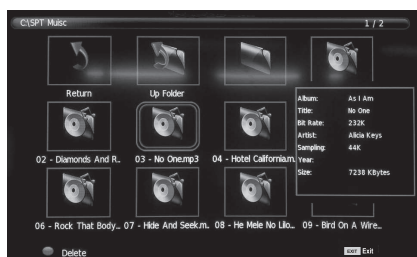 C:\SPT Muisc
1 / 2
Return
Up Folder
Album: As I Am
Title: No One
Bit Rate: 232K
Artist: Alicia Keys
Sampling: 44K
Year:
Size: 7238 KBytes
02 - Diamonds And R..
03 - No One.mp3
04 - Hotel Californiam.
06 - Rock That Body..
07 - Hide And Seek.m.
08 - He Mele No Lilo..
09 - Bird On A Wire..
Delete
EXIT Exit